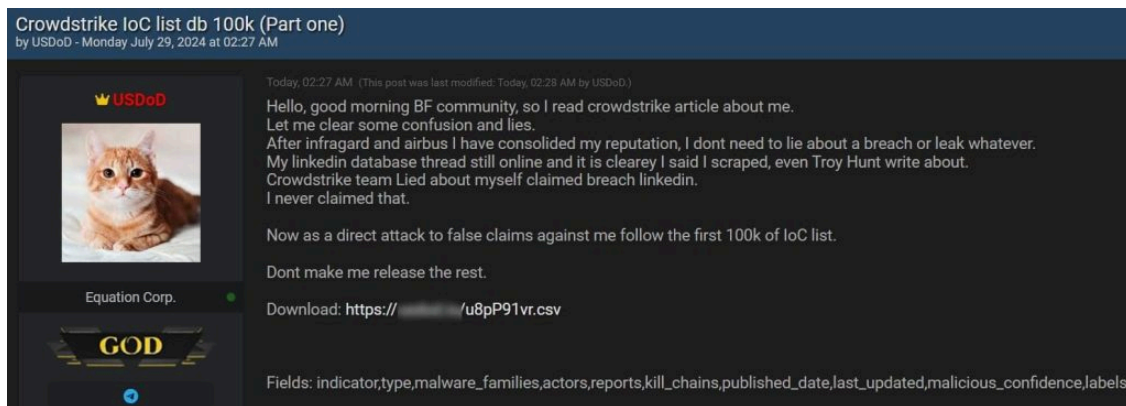 Crowdstrike IoC list db 100k (Part one)
by USDoD - Monday July 29, 2024 at 02:27 AM
USDoD
Equation Corp.
GOD
Today, 02:27 AM (This post was last modified: Today, 02:28 AM by USDoD.)
Hello, good morning BF community, so I read crowdstrike article about me.
Let me clear some confusion and lies.
After infragard and airbus I have consolided my reputation, I dont need to lie about a breach or leak whatever.
My linkedin database thread still online and it is clearey I said I scraped, even Troy Hunt write about.
Crowdstrike team Lied about myself claimed breach linkedin.
I never claimed that.
Now as a direct attack to false claims against me follow the first 100k of IoC list.
Dont make me release the rest.
Download: https:// /u8pP91vr.csv
Fields: indicator,type,malware_families,actors,reports,kill_chains,published_date,last_updated,malicious_confidence,labels